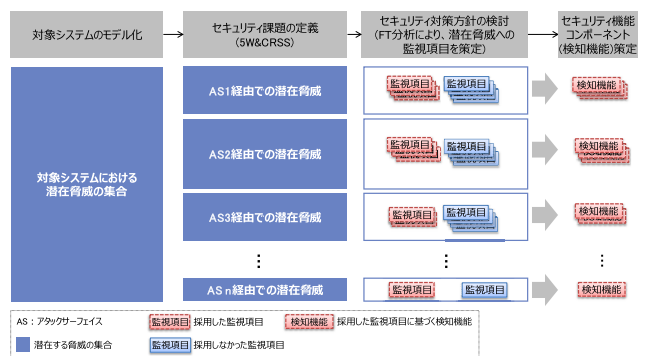 対象システムのモデル化
セキュリティ課題の定義
(5W&CRSS)
セキュリティ対策方針の検討
(FT分析により、潜在脅威への
監視項目を策定)
セキュリティ機能
コンポーネント
(検知機能)策定
対象システムにおける
潜在脅威の集合
AS1経由での潜在脅威
監視項目
監視項目
検知機能
AS2経由での潜在脅威
監視項目
監視項目
検知機能
AS3経由での潜在脅威
監視項目
監視項目
検知機能
ASn経由での潜在脅威
監視項目
監視項目
検知機能
AS：アタックサーフェイス
監視項目 採用した監視項目
検知機能 採用した監視項目に基づく検知機能
潜在する脅威の集合
監視項目 採用しなかった監視項目